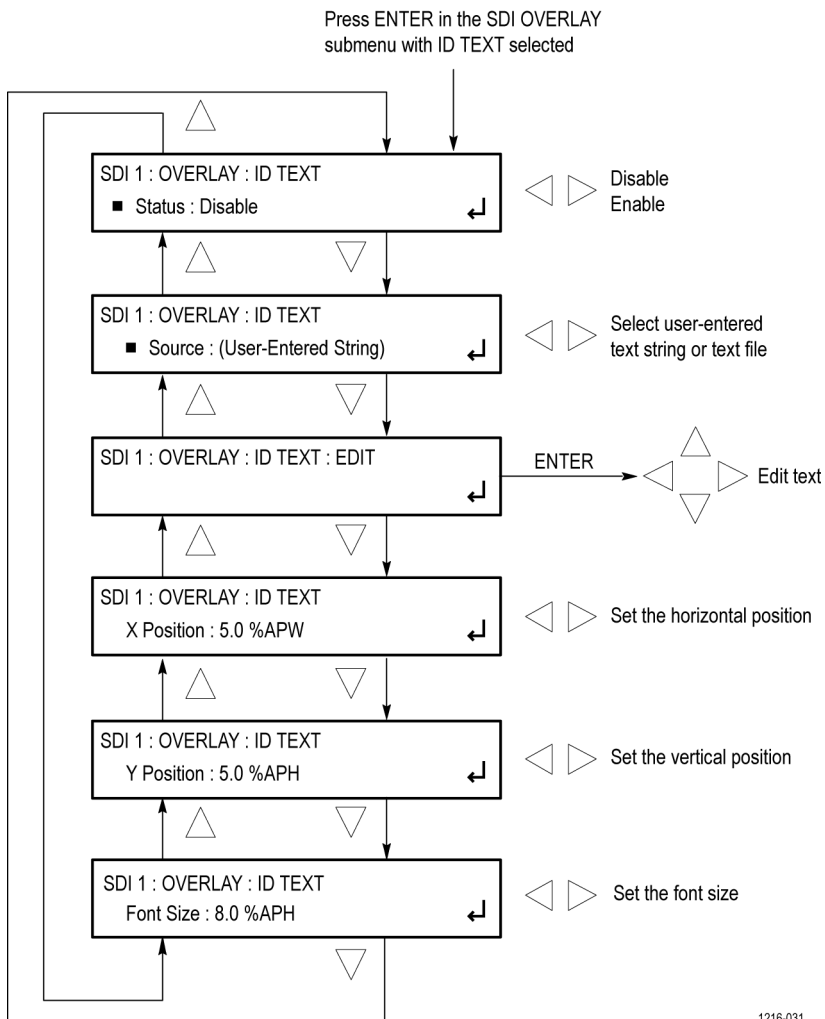 Press ENTER in the SDI OVERLAY
submenu with ID TEXT selected
SDI 1 : OVERLAY : ID TEXT
■ Status : Disable
Disable
Enable
SDI 1 : OVERLAY : ID TEXT
■ Source : (User-Entered String)
Select user-entered
text string or text file
SDI 1 : OVERLAY : ID TEXT : EDIT
ENTER
Edit text
SDI 1 : OVERLAY : ID TEXT
X Position : 5.0 %APW
Set the horizontal position
SDI 1 : OVERLAY : ID TEXT
Y Position : 5.0 %APH
Set the vertical position
SDI 1 : OVERLAY : ID TEXT
Font Size : 8.0 %APH
Set the font size
1216-031